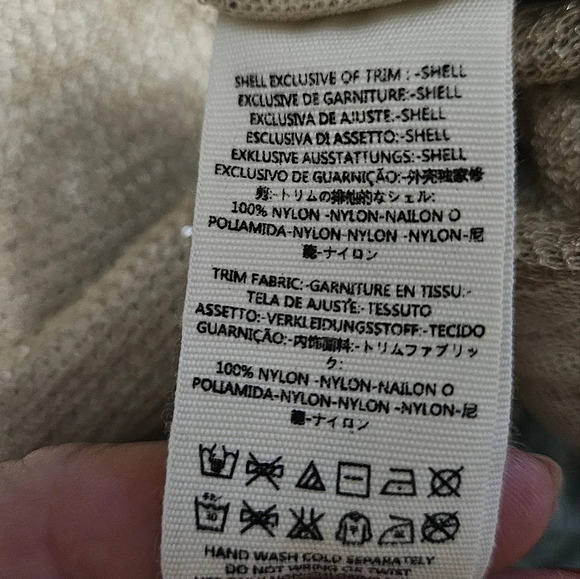 SHELL EXCLUSIVE OF TRIM : -SHELL
EXCLUSIVE DE GARNITURE:-SHELL
EXCLUSIVA DE AJUSTE:-SHELL
ESCLUSIVA DI ASSETTO:-SHELL
EXKLUSIVE AUSSTATTUNGS:-SHELL
EXCLUSIVO DE GUARNIÇÃO:-外壳独家修
剪:-トリムの排他的なシェル:
100% NYLON -NYLON-NAILON O
POLIAMIDA-NYLON-NYLON -NYLON-尼
龍-ナイロン
TRIM FABRIC:-GARNITURE EN TISSU:-
TELA DE AJUSTE:-TESSUTO
ASSETTO:-VERKLEIDUNGSSTOFF:-TECIDO
GUARNIÇÃO:-内饰面料:-トリムファブリッ
ク:
100% NYLON -NYLON-NAILON O
POLIAMIDA-NYLON-NYLON -NYLON-尼
龍-ナイロン
30
HAND WASH COLD SEPARATELY
DO NOT WRING OR TWIST